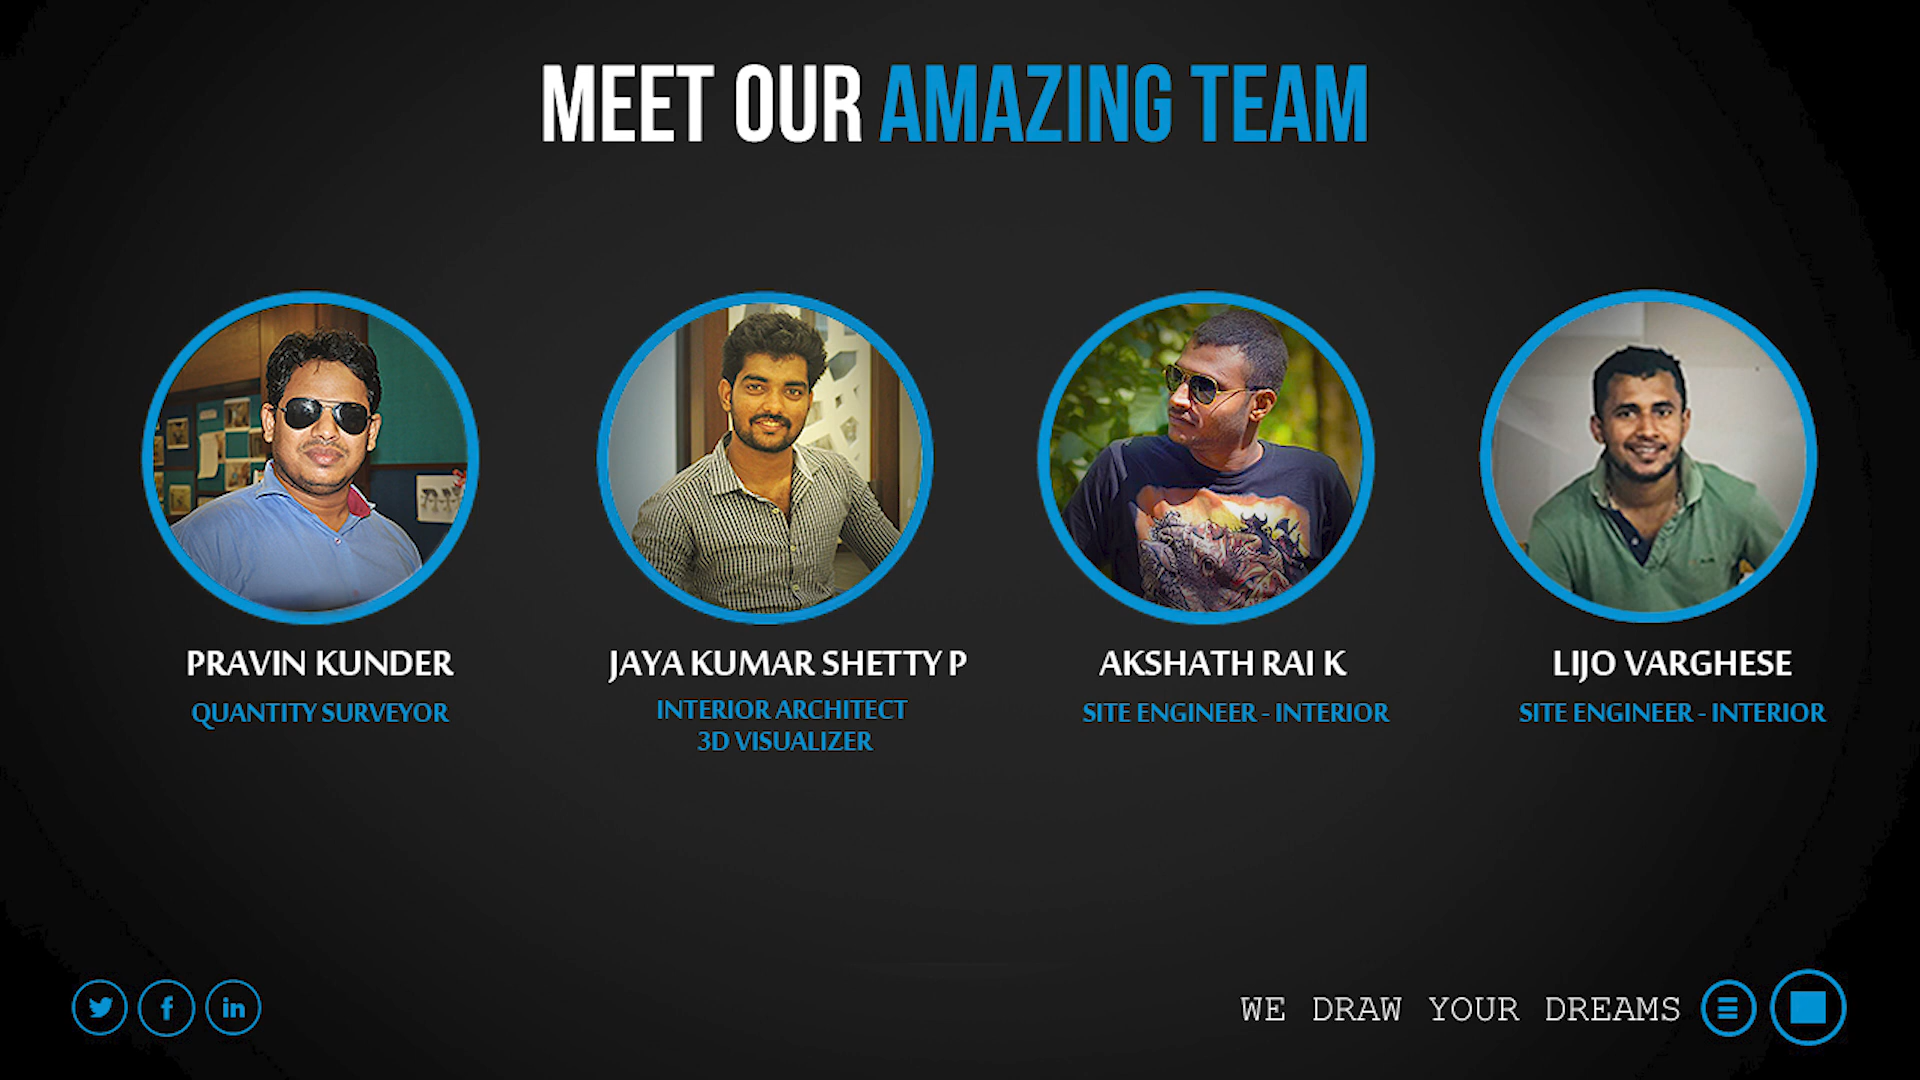 MEET OUR AMAZING TEAM
PRAVIN KUNDER
QUANTITY SURVEYOR
JAYA KUMAR SHETTY P
INTERIOR ARCHITECT
3D VISUALIZER
AKSHATH RAI K
SITE ENGINEER - INTERIOR
LIJO VARGHESE
SITE ENGINEER - INTERIOR
WE DRAW YOUR DREAMS